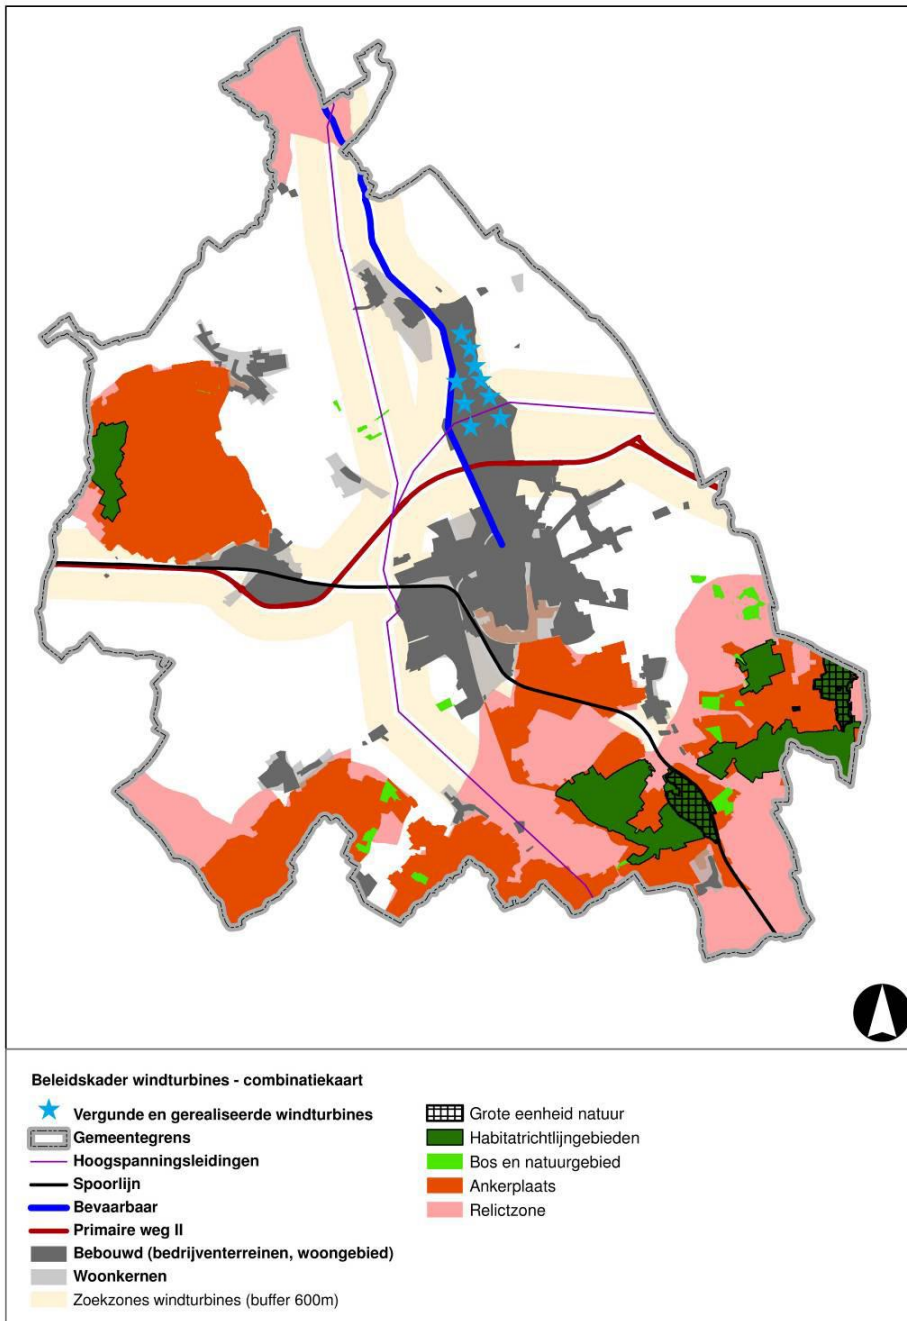 Beleidskader windturbines - combinatiekaart
Vergunde en gerealiseerde windturbines
Gemeentegrens
Hoogspanningsleidingen
Spoorlijn
Bevaarbaar
Primaire weg II
Bebouwd (bedrijventerreinen, woongebied)
Woonkernen
Zoekzones windturbines (buffer 600m)
Grote eenheid natuur
Habitatrichtlijngebieden
Bos en natuurgebied
Ankerplaats
Relictzone